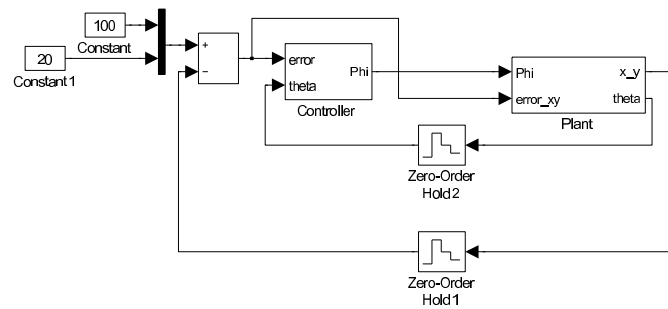 100
Constant
20
Constant1
+
−
error
theta
Phi
Controller
Phi
error_xy
x_y
theta
Plant
Zero-Order
Hold2
Zero-Order
Hold1